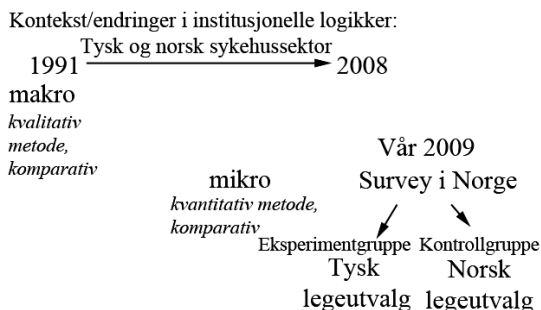 Kontekst/endringer i institusjonelle logikker:
Tysk og norsk sykehussektor
1991
2008
makro
kvalitativ
metode,
komparativ
Vår 2009
Survey i Norge
mikro
kvantitativ metode,
komparativ
Eksperimentgruppe
Kontrollgruppe
Tysk
legeutvalg
Norsk
legeutvalg